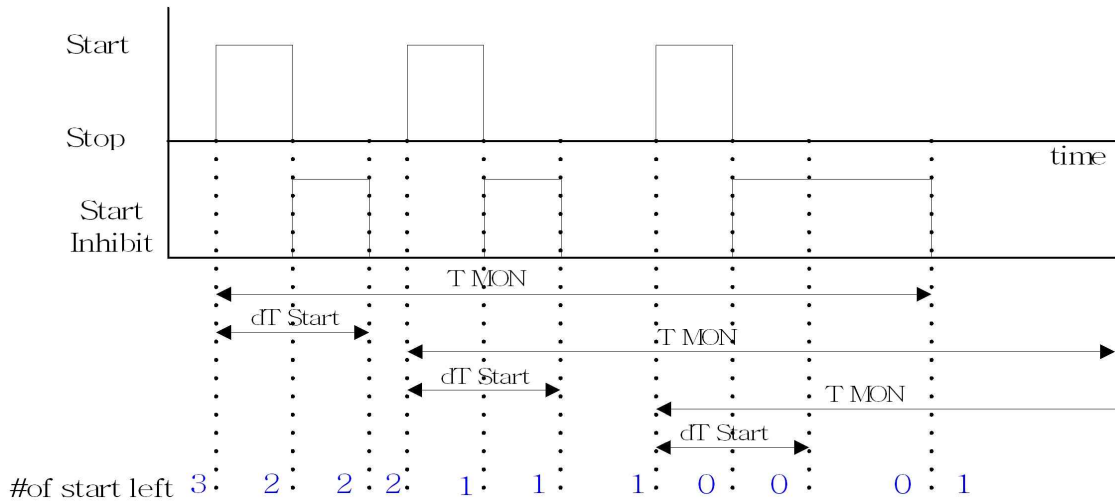 Start
Stop
time
Start
Inhibit
T MON
dT Start
T MON
dT Start
T MON
dT Start
#of start left 3 2 2 2 1 1 1 0 0 0 1